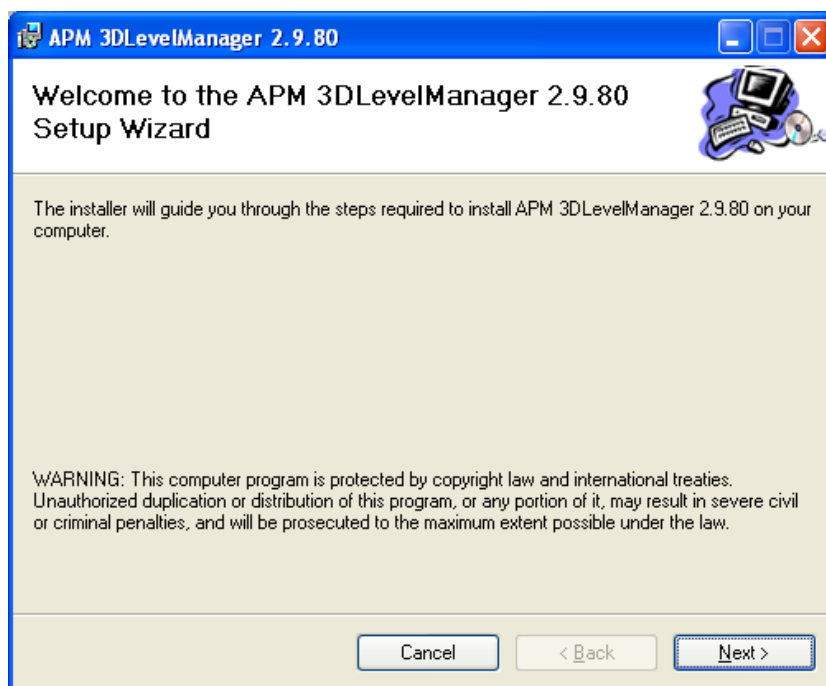 APM 3DLevelManager 2.9.80
Welcome to the APM 3DLevelManager 2.9.80
Setup Wizard
The installer will guide you through the steps required to install APM 3DLevelManager 2.9.80 on your
computer.
WARNING: This computer program is protected by copyright law and international treaties.
Unauthorized duplication or distribution of this program, or any portion of it, may result in severe civil
or criminal penalties, and will be prosecuted to the maximum extent possible under the law.
Cancel
< Back
Next >